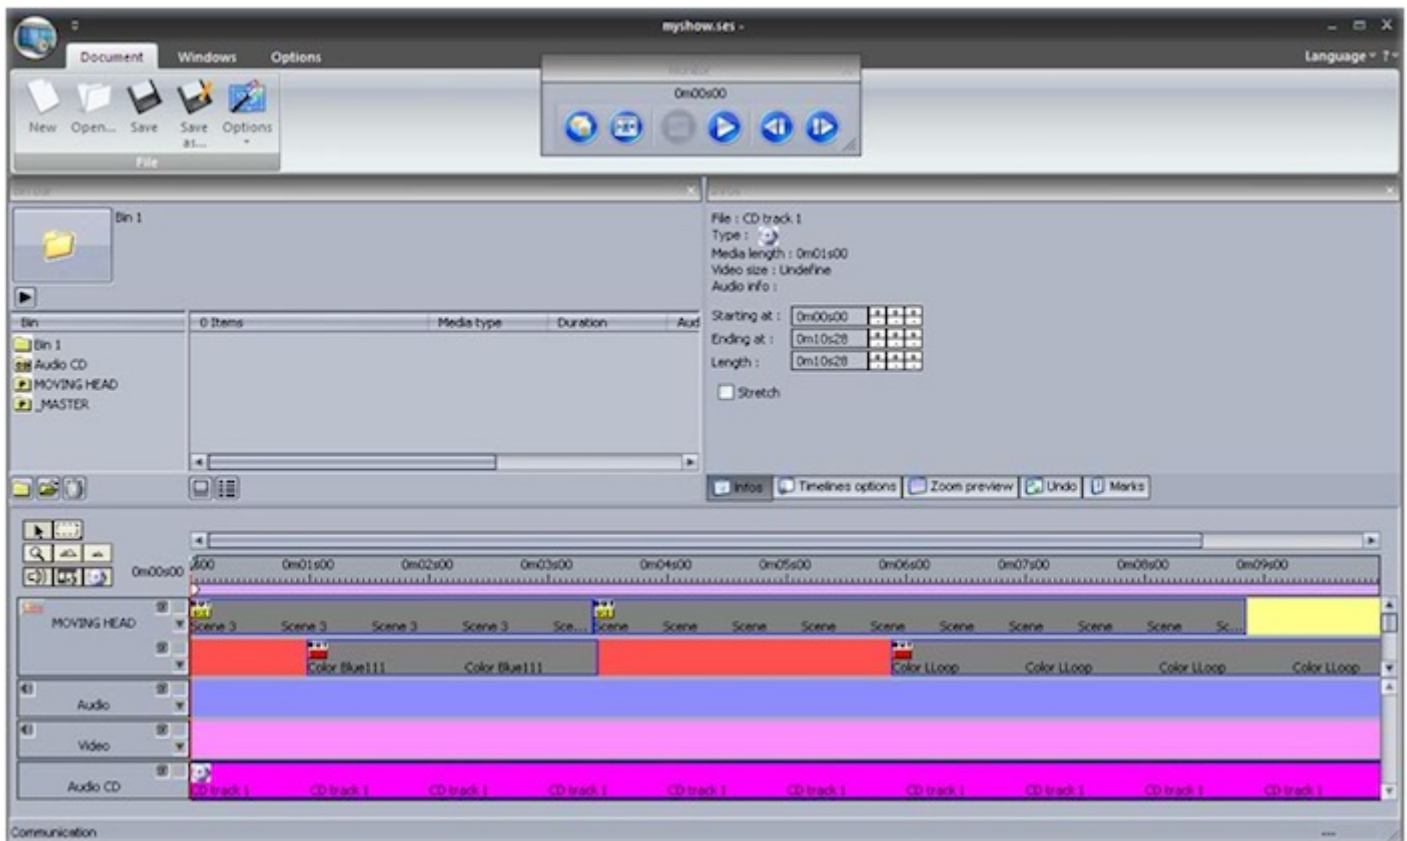 myshow.ses -
Document Windows Options Language ?
Monitor
0m00s00
New Open... Save Save as... Options
File
Infos
Bin 1
File : CD track 1
Type :
Media length : 0m01s00
Video size : Undefine
Audio info :
Starting at : 0m00s00
Ending at : 0m10s28
Length : 0m10s28
Stretch
Bin 0 Items Media type Duration Aud
Bin 1
Audio CD
MOVING HEAD
_MASTER
Infos Timelines options Zoom preview Undo Marks
0m00s00 s00 0m01s00 0m02s00 0m03s00 0m04s00 0m05s00 0m06s00 0m07s00 0m08s00 0m09s00
MOVING HEAD
Scene 3 Scene 3 Scene 3 Scene 3 Sce... Scene Scene Scene Scene Scene Scene Scene Scene Scene Sc...
Color Blue111 Color Blue111 Color LLoop Color LLoop Color LLoop Color LLoop
Audio
Video
Audio CD
CD track 1 CD track 1 CD track 1 CD track 1 CD track 1 CD track 1 CD track 1 CD track 1 CD track 1 CD track 1
Communication ---